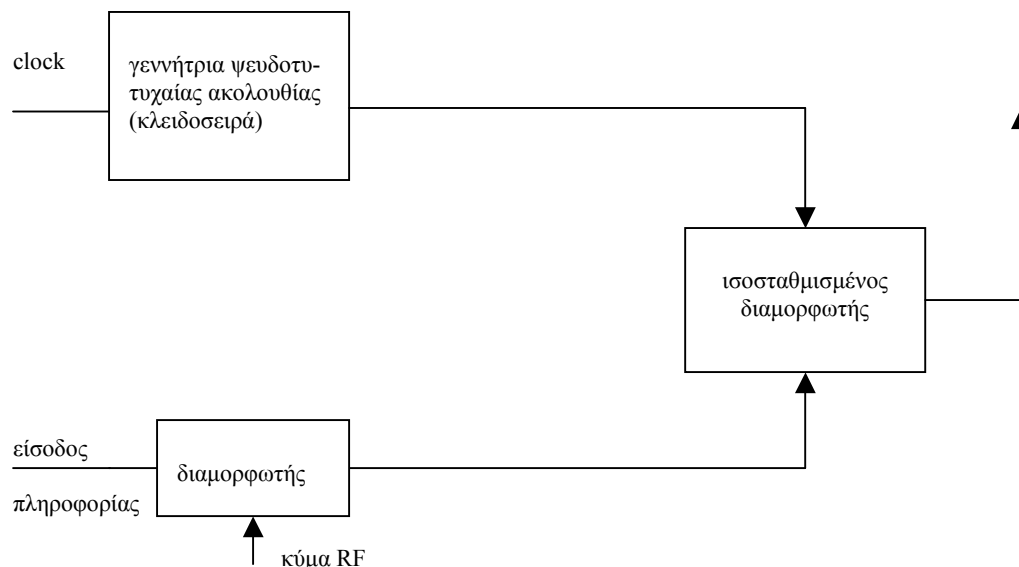 clock
γεννήτρια ψευδοτυ-
τυχαίας ακολουθίας
(κλειδοσειρά)
ισοσταθμισμένος
διαμορφωτής
είσοδος
πληροφορίας
διαμορφωτής
κύμα RF